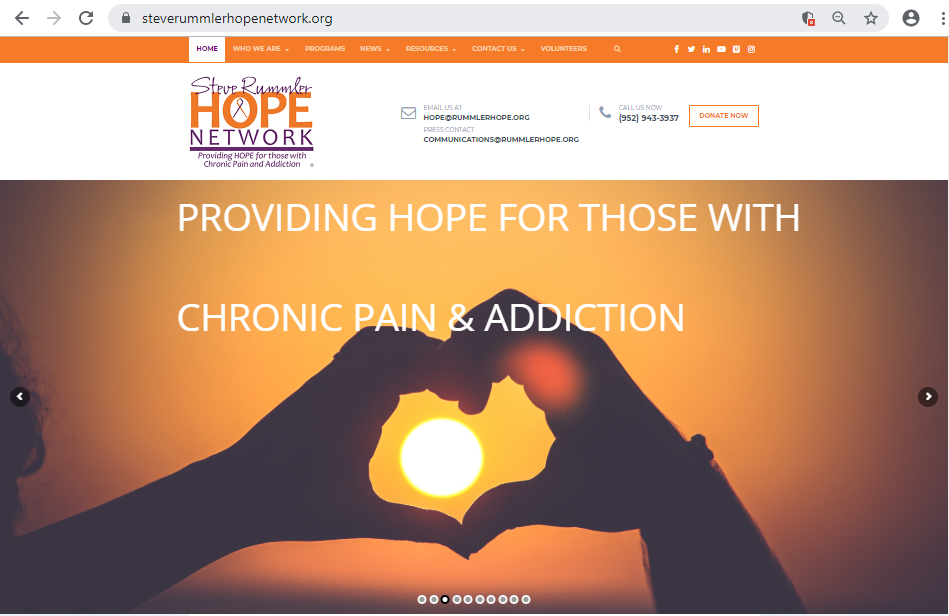 steverummlerhopenetwork.org
HOME WHO WE ARE PROGRAMS NEWS RESOURCES CONTACT US VOLUNTEERS
Steve Rummler
HOPE
NETWORK
Providing HOPE for those with
Chronic Pain and Addiction
EMAIL US AT
HOPE@RUMMLERHOPE.ORG
PRESS CONTACT
COMMUNICATIONS@RUMMLERHOPE.ORG
CALL US NOW
(952) 943-3937
DONATE NOW
PROVIDING HOPE FOR THOSE WITH
CHRONIC PAIN & ADDICTION